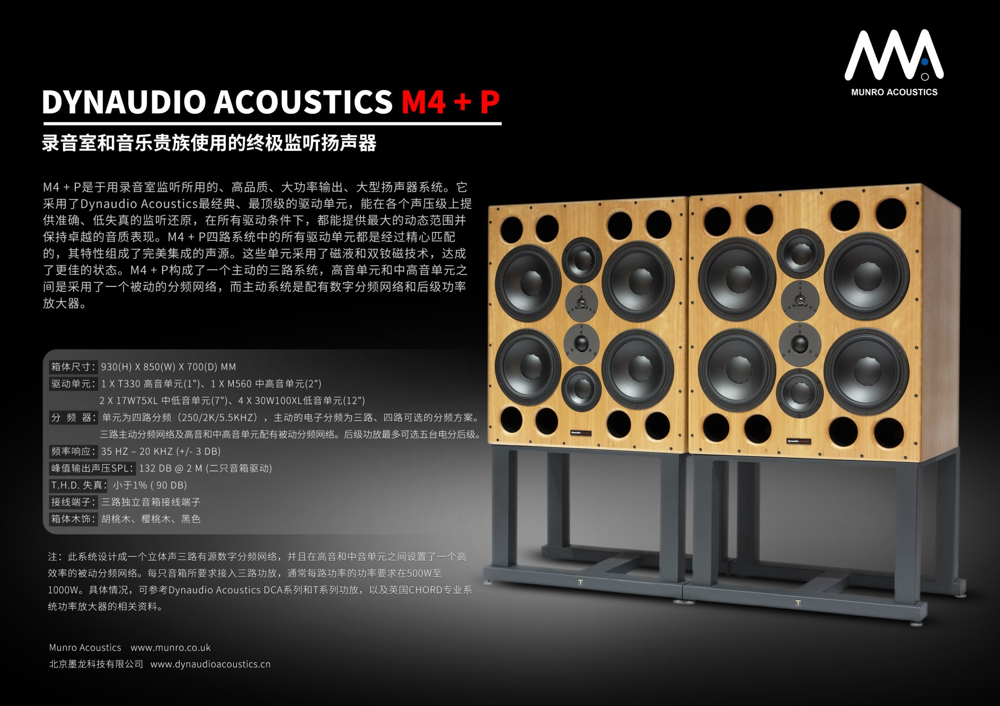 MUNRO ACOUSTICS
DYNAUDIO ACOUSTICS M4 + P
录音室和音乐贵族使用的终极监听扬声器
M4 + P是于用录音室监听所用的、高品质、大功率输出、大型扬声器系统。它
采用了Dynaudio Acoustics最经典、最顶级的驱动单元，能在各个声压级上提
供准确、低失真的监听还原，在所有驱动条件下，都能提供最大的动态范围并
保持卓越的音质表现。M4 + P四路系统中的所有驱动单元都是经过精心匹配
的，其特性组成了完美集成的声源。这些单元采用了磁液和双钕磁技术，达成
了更佳的状态。M4 + P构成了一个主动的三路系统，高音单元和中高音单元之
间是采用了一个被动的分频网络，而主动系统是配有数字分频网络和后级功率
放大器。
箱体尺寸：930(H) X 850(W) X 700(D) MM
驱动单元：1 X T330 高音单元(1")、1 X M560 中高音单元(2")
2 X 17W75XL 中低音单元(7")、4 X 30W100XL低音单元(12")
分 频 器：单元为四路分频（250/2K/5.5KHZ），主动的电子分频为三路、四路可选的分频方案。
三路主动分频网络及高音和中高音单元配有被动分频网络。后级功放最多可选五台电分后级。
频率响应：35 HZ – 20 KHZ (+/- 3 DB)
峰值输出声压SPL：132 DB @ 2 M (二只音箱驱动)
T.H.D. 失真：小于1% ( 90 DB)
接线端子：三路独立音箱接线端子
箱体木饰：胡桃木、樱桃木、黑色
注：此系统设计成一个立体声三路有源数字分频网络，并且在高音和中音单元之间设置了一个高
效率的被动分频网络。每只音箱所要求接入三路功放，通常每路功率的功率要求在500W至
1000W。具体情况，可参考Dynaudio Acoustics DCA系列和T系列功放，以及英国CHORD专业系
统功率放大器的相关资料。
Munro Acoustics www.munro.co.uk
北京墨龙科技有限公司 www.dynaudioacoustics.cn
dynaudio acoustics
T
T